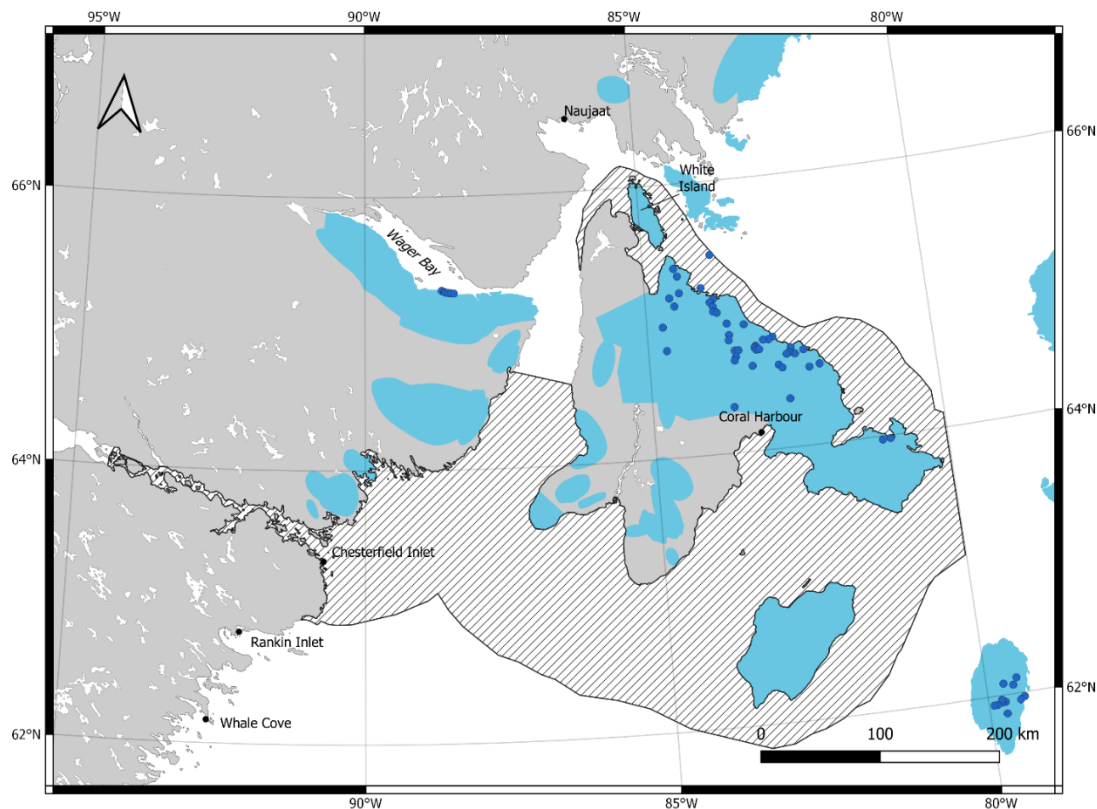 95°W 90°W 85°W 80°W
Naujaat
66°N
White
Island
66°N
Wager Bay
Coral Harbour
64°N
64°N
Chesterfield Inlet
Rankin Inlet
62°N
Whale Cove
62°N
0 100 200 km
90°W 85°W 80°W